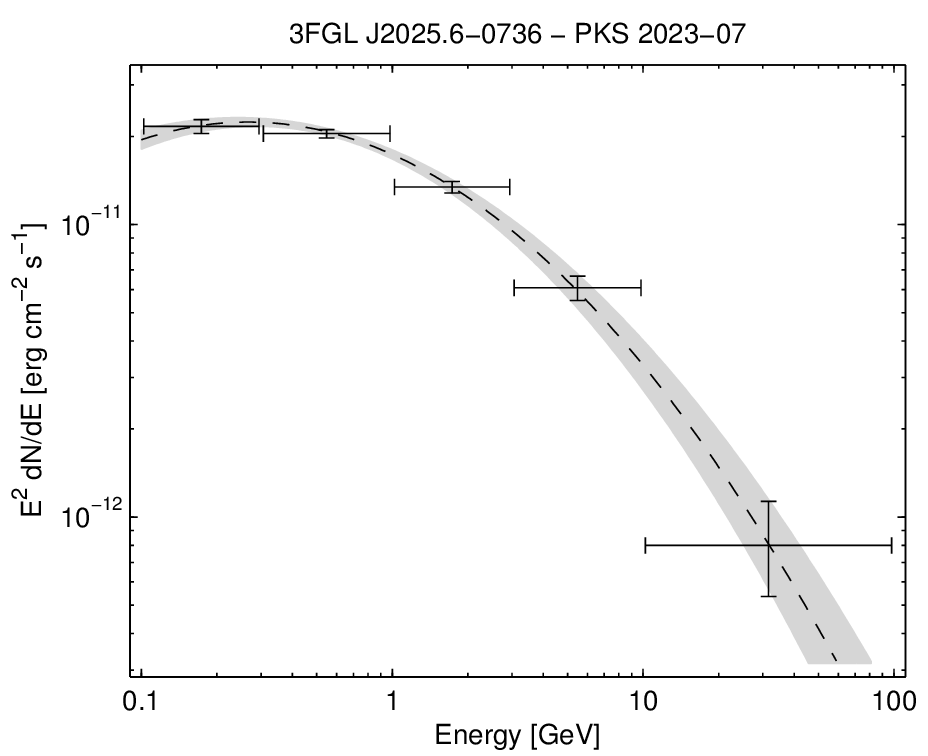 3FGL J2025.6−0736 − PKS 2023−07
E² dN/dE [erg cm⁻² s⁻¹]
10⁻¹¹
10⁻¹²
0.1 1 10 100
Energy [GeV]